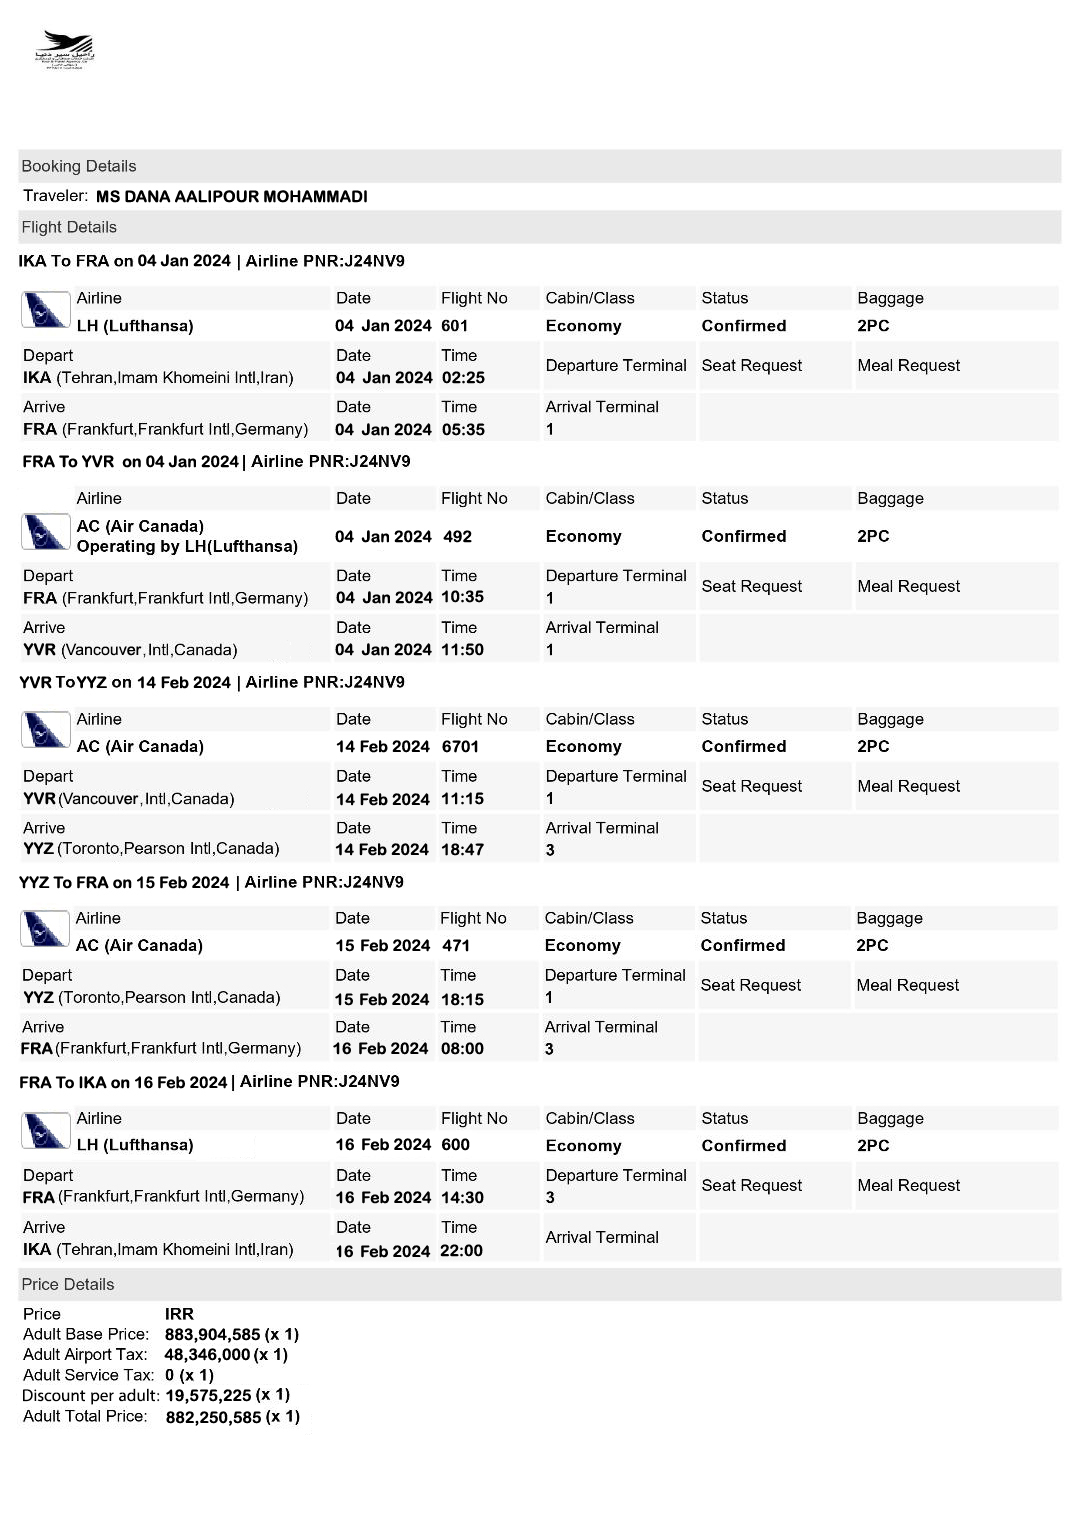 راحیل سیر دنیا
Booking Details
Traveler: MS DANA AALIPOUR MOHAMMADI
Flight Details
IKA To FRA on 04 Jan 2024 | Airline PNR:J24NV9
Airline Date Flight No Cabin/Class Status Baggage
LH (Lufthansa) 04 Jan 2024 601 Economy Confirmed 2PC
Depart Date Time Departure Terminal Seat Request Meal Request
IKA (Tehran,Imam Khomeini Intl,Iran) 04 Jan 2024 02:25
Arrive Date Time Arrival Terminal
FRA (Frankfurt,Frankfurt Intl,Germany) 04 Jan 2024 05:35 1
FRA To YVR on 04 Jan 2024| Airline PNR:J24NV9
Airline Date Flight No Cabin/Class Status Baggage
AC (Air Canada)
Operating by LH(Lufthansa) 04 Jan 2024 492 Economy Confirmed 2PC
Depart Date Time Departure Terminal Seat Request Meal Request
FRA (Frankfurt,Frankfurt Intl,Germany) 04 Jan 2024 10:35 1
Arrive Date Time Arrival Terminal
YVR (Vancouver,Intl,Canada) 04 Jan 2024 11:50 1
YVR ToYYZ on 14 Feb 2024 | Airline PNR:J24NV9
Airline Date Flight No Cabin/Class Status Baggage
AC (Air Canada) 14 Feb 2024 6701 Economy Confirmed 2PC
Depart Date Time Departure Terminal Seat Request Meal Request
YVR(Vancouver,Intl,Canada) 14 Feb 2024 11:15 1
Arrive Date Time Arrival Terminal
YYZ (Toronto,Pearson Intl,Canada) 14 Feb 2024 18:47 3
YYZ To FRA on 15 Feb 2024 | Airline PNR:J24NV9
Airline Date Flight No Cabin/Class Status Baggage
AC (Air Canada) 15 Feb 2024 471 Economy Confirmed 2PC
Depart Date Time Departure Terminal Seat Request Meal Request
YYZ (Toronto,Pearson Intl,Canada) 15 Feb 2024 18:15 1
Arrive Date Time Arrival Terminal
FRA(Frankfurt,Frankfurt Intl,Germany) 16 Feb 2024 08:00 3
FRA To IKA on 16 Feb 2024 | Airline PNR:J24NV9
Airline Date Flight No Cabin/Class Status Baggage
LH (Lufthansa) 16 Feb 2024 600 Economy Confirmed 2PC
Depart Date Time Departure Terminal Seat Request Meal Request
FRA (Frankfurt,Frankfurt Intl,Germany) 16 Feb 2024 14:30 3
Arrive Date Time Arrival Terminal
IKA (Tehran,Imam Khomeini Intl,Iran) 16 Feb 2024 22:00
Price Details
Price IRR
Adult Base Price: 883,904,585 (x 1)
Adult Airport Tax: 48,346,000 (x 1)
Adult Service Tax: 0 (x 1)
Discount per adult: 19,575,225 (x 1)
Adult Total Price: 882,250,585 (x 1)